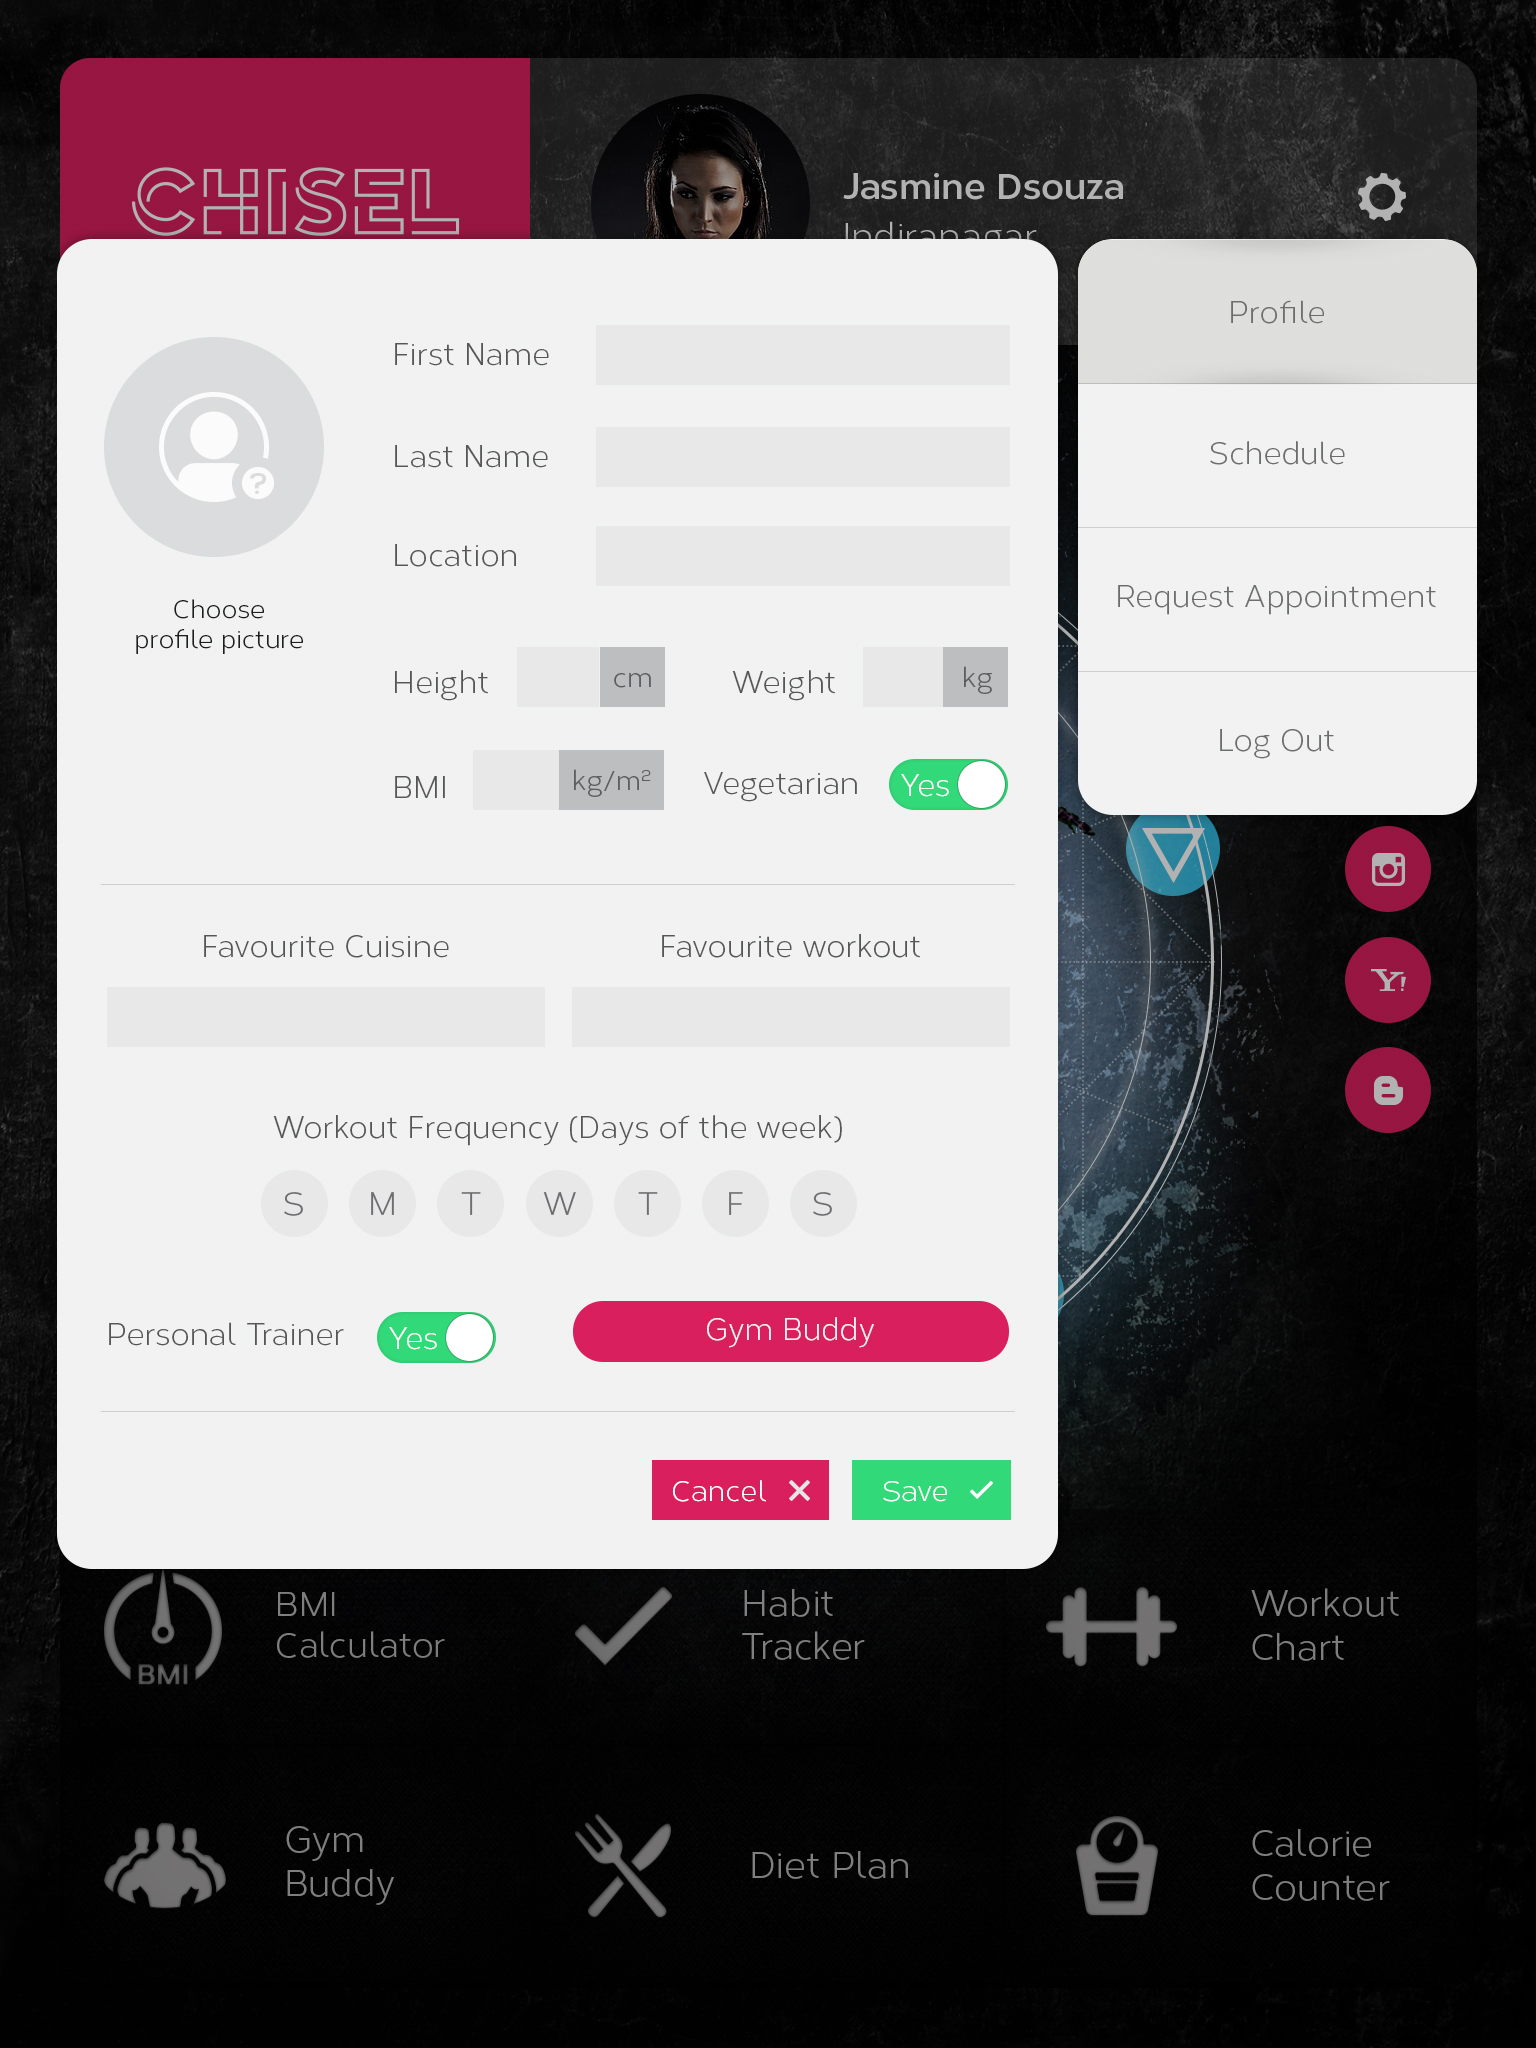 CHISEL
Jasmine Dsouza
Indiranagar
First Name
Last Name
Location
Choose
profile picture
Height
cm
Weight
kg
BMI
kg/m²
Vegetarian
Yes
Favourite Cuisine
Favourite workout
Workout Frequency (Days of the week)
S M T W T F S
Personal Trainer
Yes
Gym Buddy
Cancel
Save
Profile
Schedule
Request Appointment
Log Out
Y!
BMI
BMI
Calculator
Habit
Tracker
Workout
Chart
Gym
Buddy
Diet Plan
Calorie
Counter